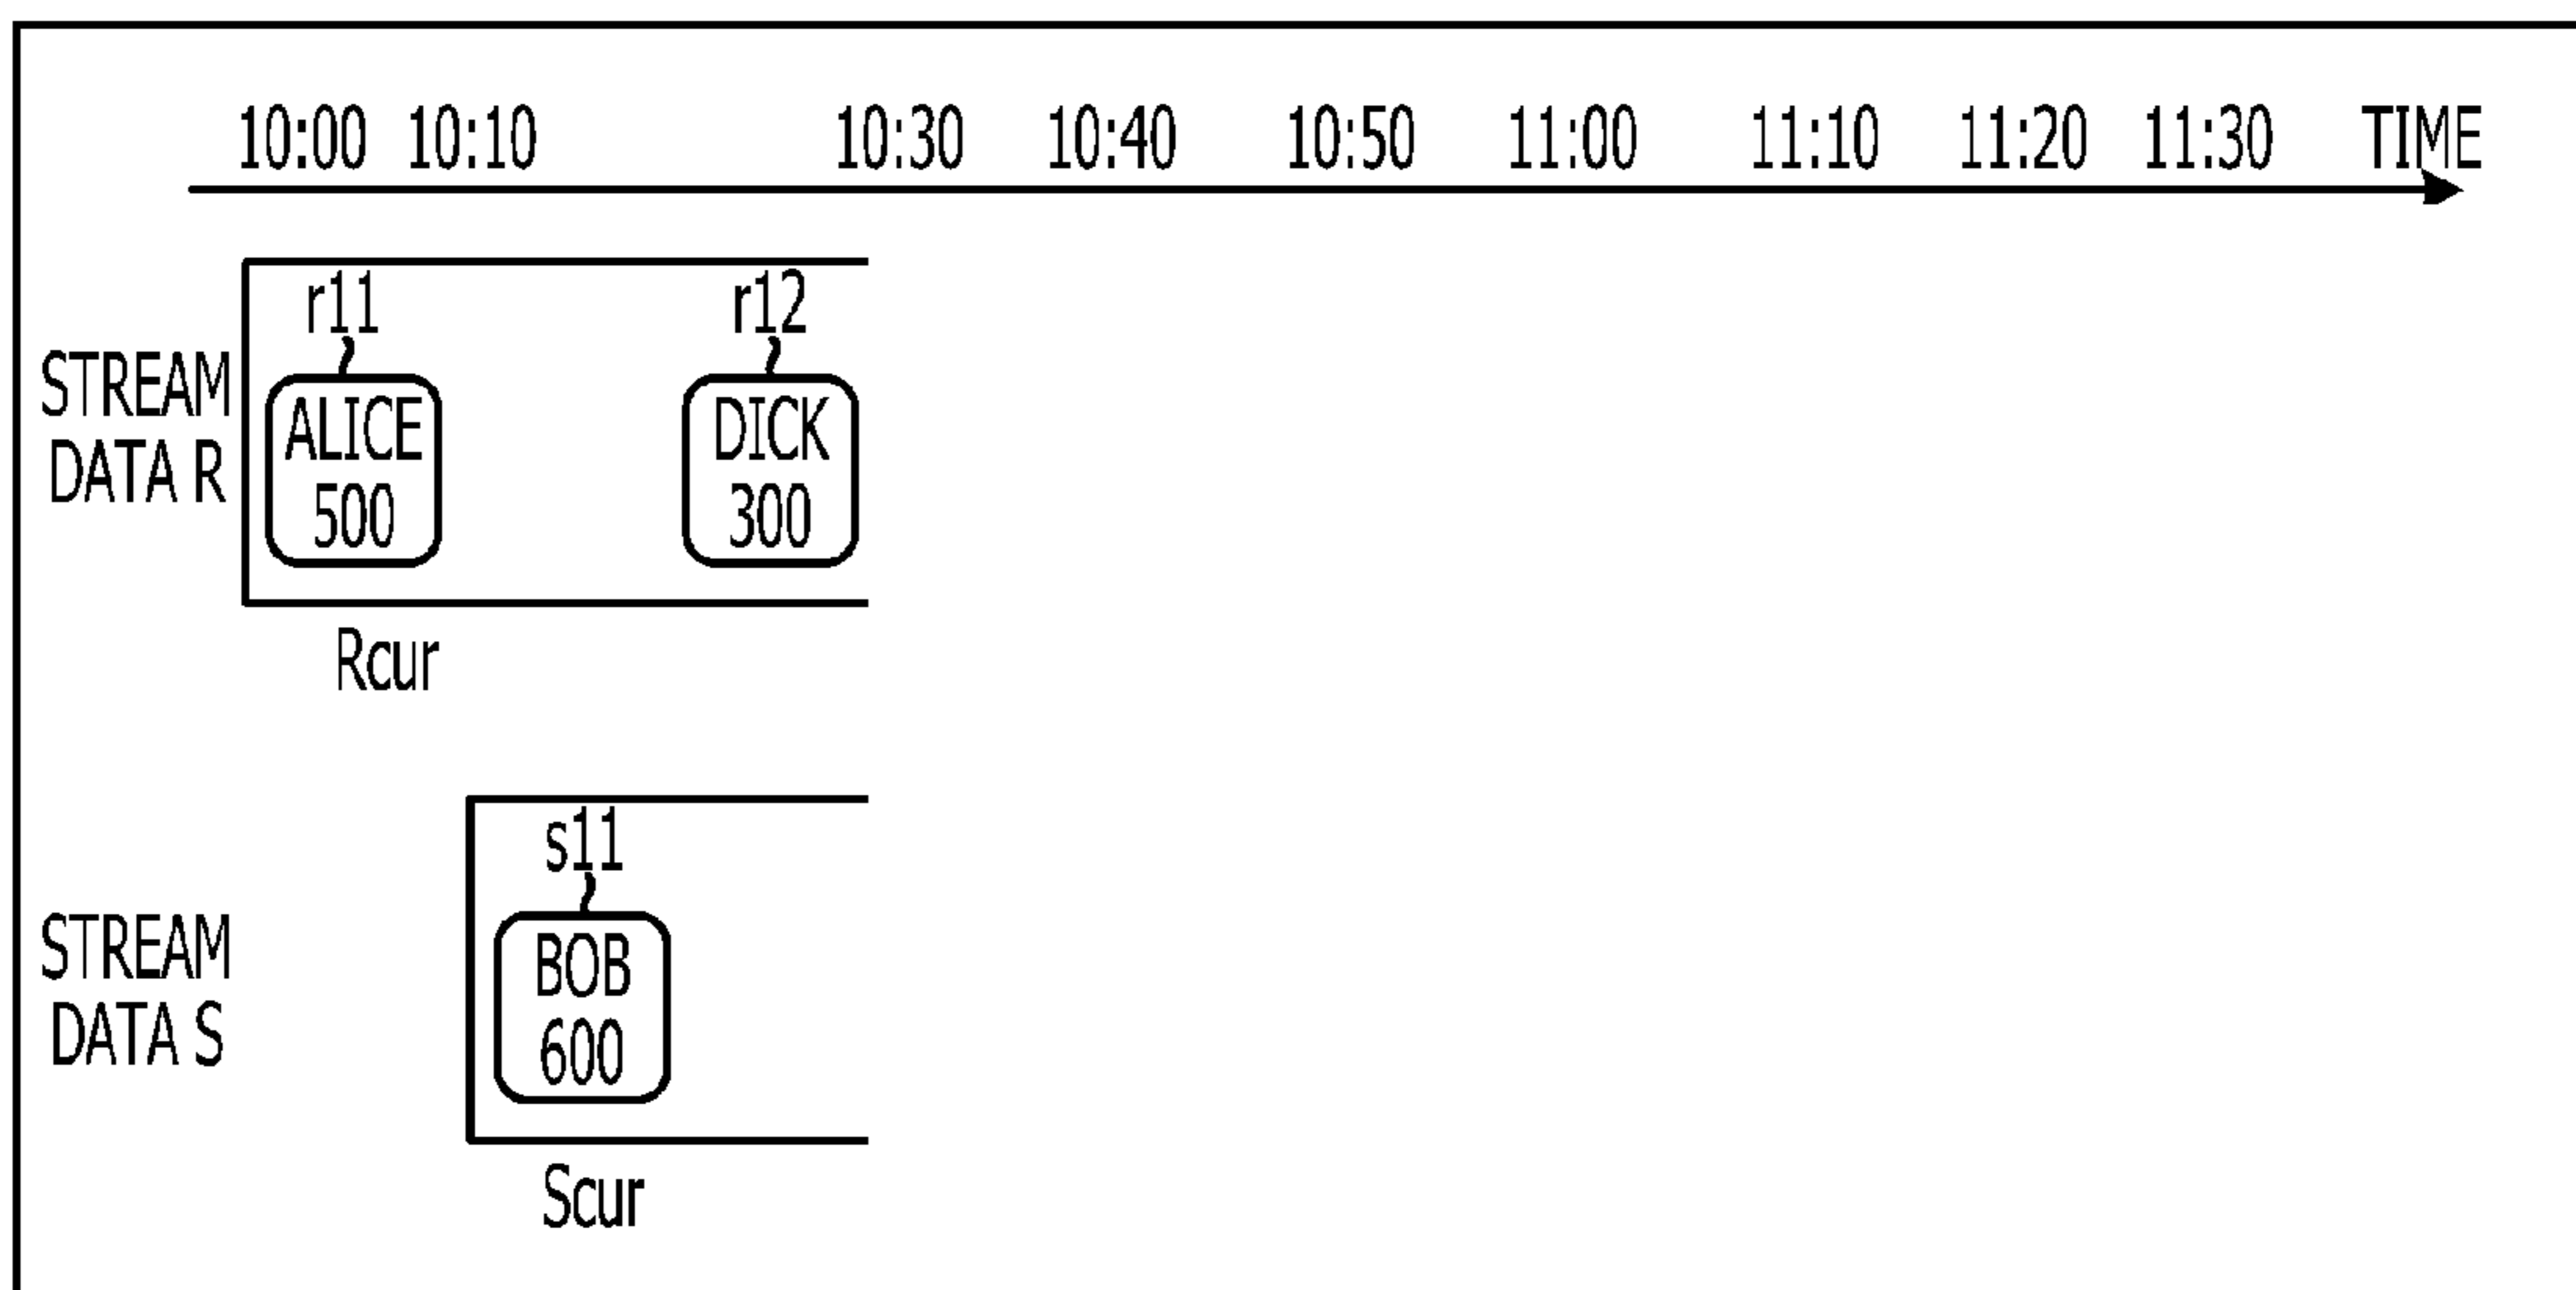 10:00 10:10 10:30 10:40 10:50 11:00 11:10 11:20 11:30 TIME
r11 r12
STREAM
DATA R
ALICE
500
DICK
300
Rcur
s11
STREAM
DATA S
BOB
600
Scur